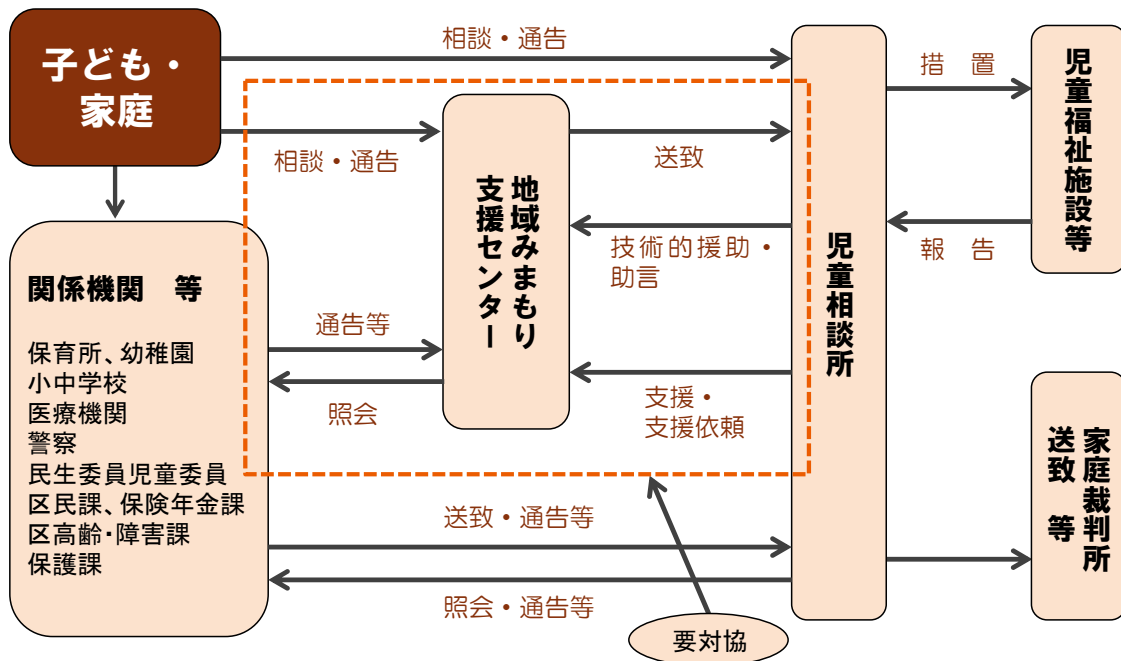 子ども・
家庭
相談・通告
相談・通告
地域みまもり
支援センター
送致
技術的援助・
助言
支援・
支援依頼
児童相談所
措　置
報　告
児童福祉施設等
家庭裁判所
送致　等
関係機関　等
保育所、幼稚園
小中学校
医療機関
警察
民生委員児童委員
区民課、保険年金課
区高齢・障害課
保護課
通告等
照会
送致・通告等
照会・通告等
要対協